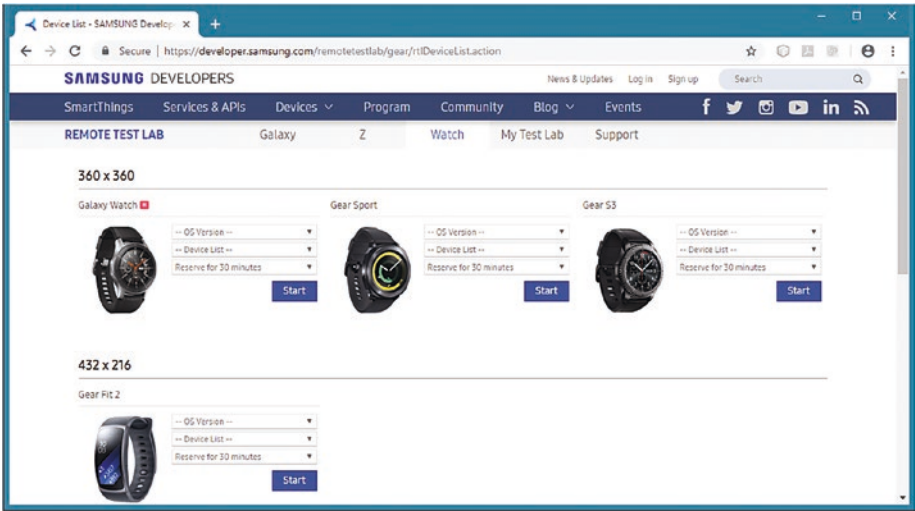 Device List - SAMSUNG Develop
Secure | https://developer.samsung.com/remotetestlab/gear/rtlDeviceList.action
SAMSUNG DEVELOPERS
News & Updates Log in Sign up Search
SmartThings Services & APIs Devices Program Community Blog Events
REMOTE TEST LAB Galaxy Z Watch My Test Lab Support
360 x 360
Galaxy Watch Gear Sport Gear S3
-- OS Version -- -- OS Version -- -- OS Version --
-- Device List -- -- Device List -- -- Device List --
Reserve for 30 minutes Reserve for 30 minutes Reserve for 30 minutes
Start Start Start
432 x 216
Gear Fit 2
-- OS Version --
-- Device List --
Reserve for 30 minutes
Start